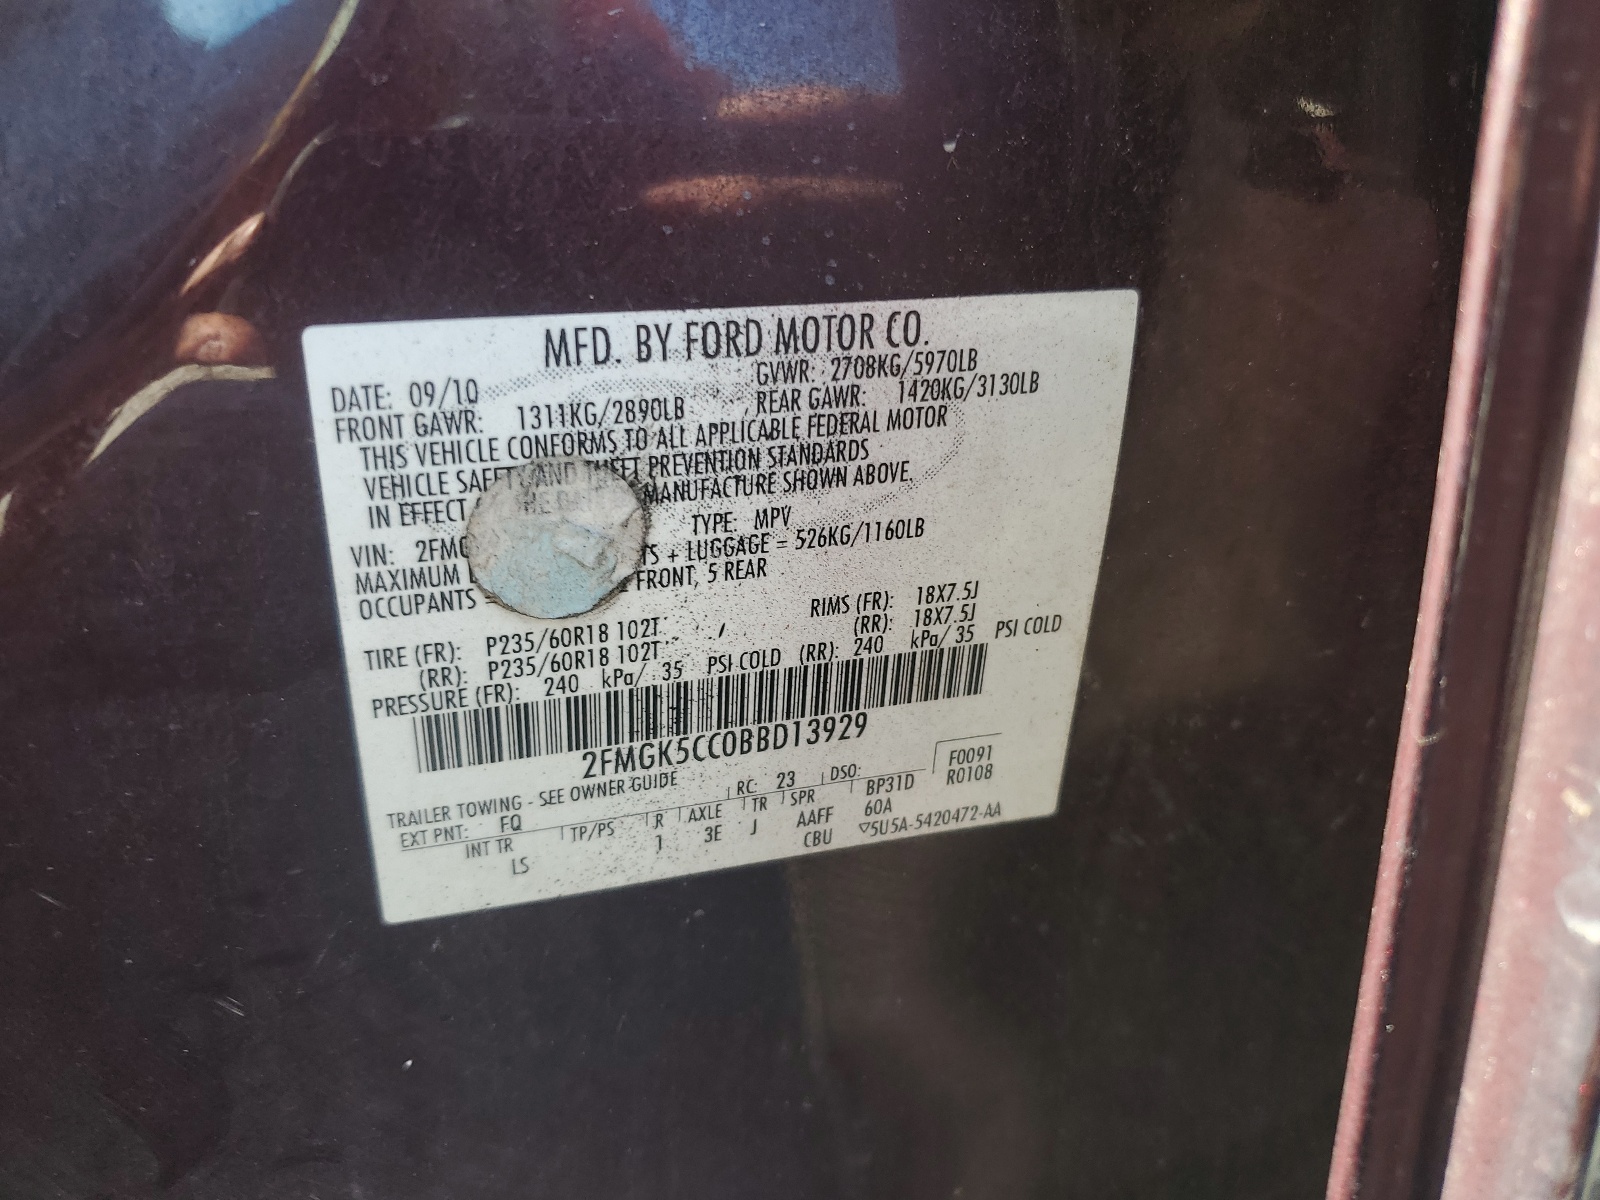 MFD. BY FORD MOTOR CO.
DATE: 09/10 GVWR: 2708KG/5970LB
FRONT GAWR: 1311KG/2890LB REAR GAWR: 1420KG/3130LB
THIS VEHICLE CONFORMS TO ALL APPLICABLE FEDERAL MOTOR
VEHICLE SAFETY AND THEFT PREVENTION STANDARDS
IN EFFECT MANUFACTURE SHOWN ABOVE.
VIN: 2FMG TYPE: MPV
MAXIMUM + LUGGAGE = 526KG/1160LB
OCCUPANTS = FRONT, 5 REAR
TIRE (FR): P235/60R18 102T RIMS (FR): 18X7.5J
(RR): P235/60R18 102T (RR): 18X7.5J
PRESSURE (FR): 240 kPa/ 35 PSI COLD (RR): 240 kPa/ 35 PSI COLD
2FMGK5CC0BBD13929
TRAILER TOWING - SEE OWNER GUIDE RC: 23 DSO: F0091
EXT PNT: FQ TP/PS R AXLE TR SPR BP31D R0108
INT TR 1 3E J AAFF 60A
LS CBU ▽5U5A-5420472-AA